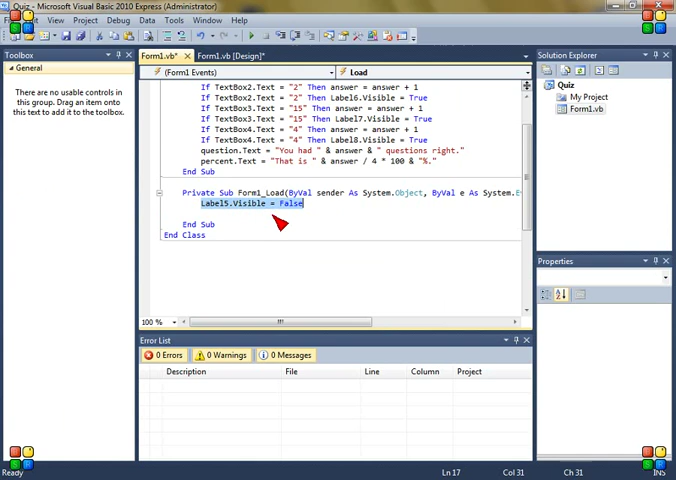 Quiz - Microsoft Visual Basic 2010 Express (Administrator)
File Edit View Project Debug Data Tools Window Help
Toolbox
General
There are no usable controls in
this group. Drag an item onto
this text to add it to the toolbox.
Form1.vb*
Form1.vb [Design]*
(Form1 Events)
Load
If TextBox2.Text = "2" Then answer = answer + 1
If TextBox2.Text = "2" Then Label6.Visible = True
If TextBox3.Text = "15" Then answer = answer + 1
If TextBox3.Text = "15" Then Label7.Visible = True
If TextBox4.Text = "4" Then answer = answer + 1
If TextBox4.Text = "4" Then Label8.Visible = True
question.Text = "You had " & answer & " questions right."
percent.Text = "That is " & answer / 4 * 100 & "%."
End Sub
Private Sub Form1_Load(ByVal sender As System.Object, ByVal e As System.Ev
Label5.Visible = False
End Sub
End Class
100 %
Solution Explorer
Quiz
My Project
Form1.vb
Properties
Error List
0 Errors
0 Warnings
0 Messages
Description File Line Column Project
Ready
Ln 17 Col 31 Ch 31 INS